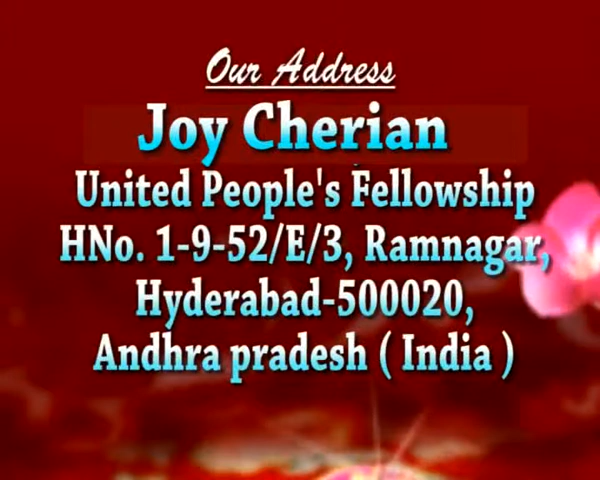 Our Address
Joy Cherian
United People's Fellowship
HNo. 1-9-52/E/3, Ramnagar,
Hyderabad-500020,
Andhra pradesh ( India )